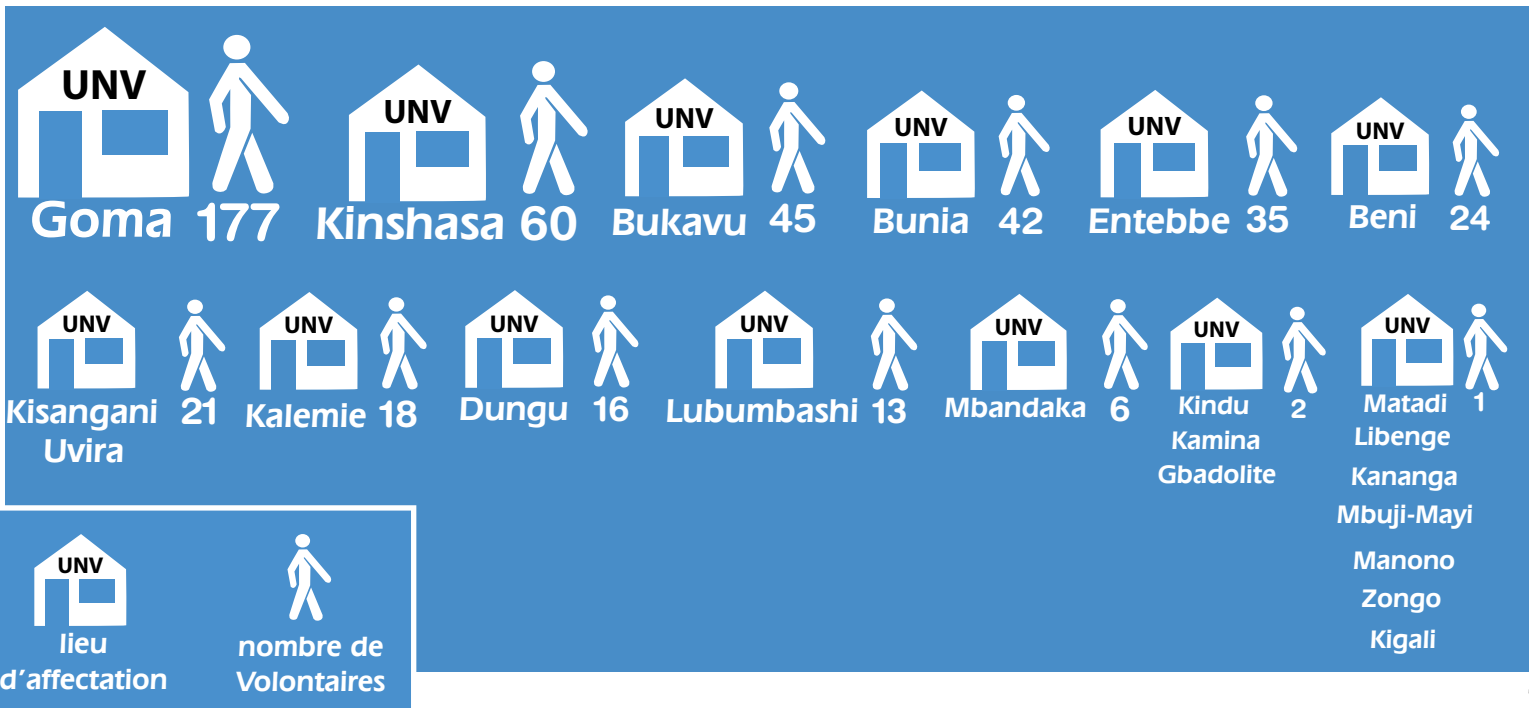 UNV UNV UNV UNV UNV UNV
Goma 177 Kinshasa 60 Bukavu 45 Bunia 42 Entebbe 35 Beni 24
UNV UNV UNV UNV UNV UNV UNV
Kisangani 21 Kalemie 18 Dungu 16 Lubumbashi 13 Mbandaka 6 Kindu 2 Matadi 1
Uvira Kamina Libenge
Gbadolite Kananga
Mbuji-Mayi
Manono
Zongo
Kigali
UNV
lieu
d'affectation
nombre de
Volontaires